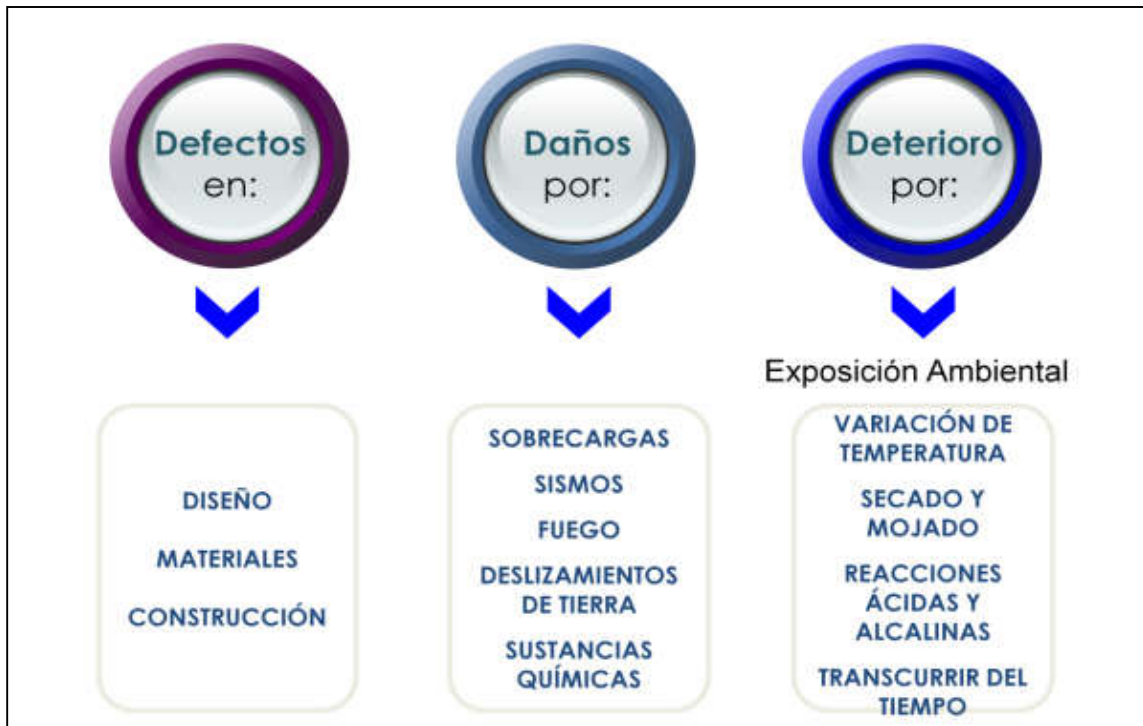 Defectos
en:
DISEÑO
MATERIALES
CONSTRUCCIÓN
Daños
por:
SOBRECARGAS
SISMOS
FUEGO
DESLIZAMIENTOS
DE TIERRA
SUSTANCIAS
QUÍMICAS
Deterioro
por:
Exposición Ambiental
VARIACIÓN DE
TEMPERATURA
SECADO Y
MOJADO
REACCIONES
ÁCIDAS Y
ALCALINAS
TRANSCURRIR DEL
TIEMPO